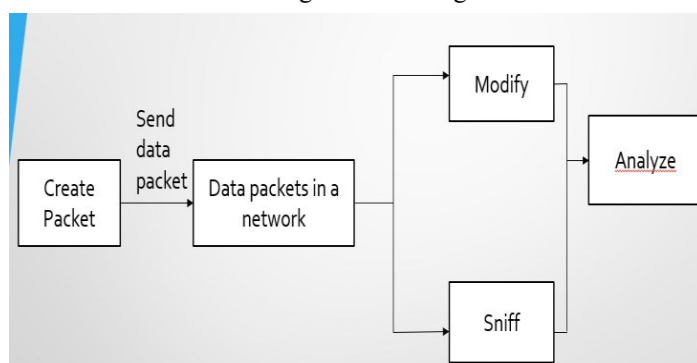 Send
data
packet
Create
Packet
Data packets in a
network
Modify
Sniff
Analyze